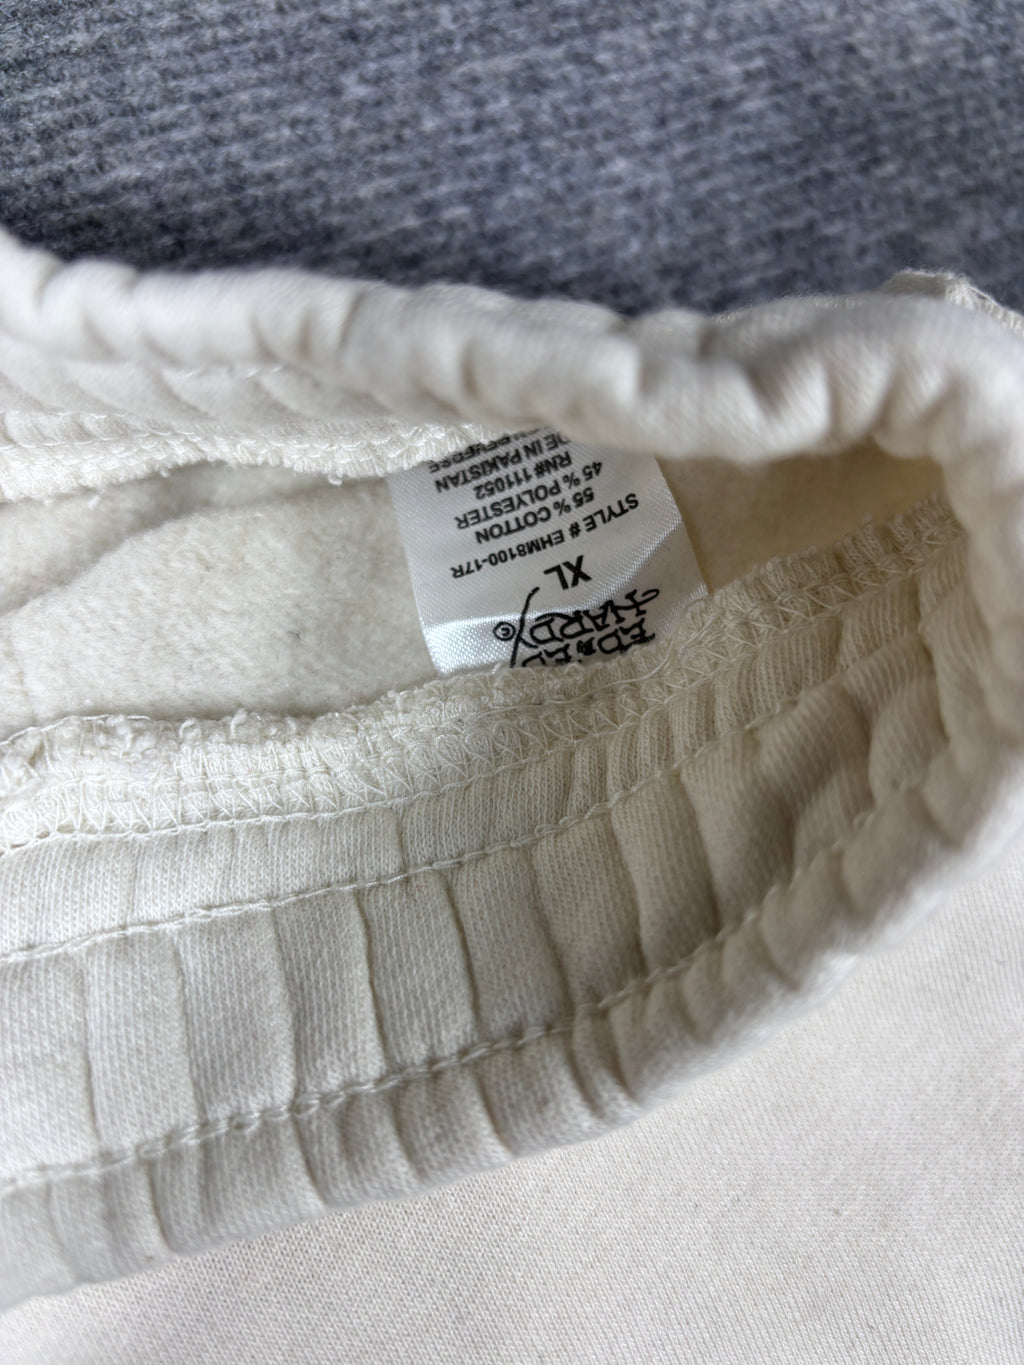 ED HARDY ©
XL
STYLE # EHM8100-17R
55 % COTTON
45 % POLYESTER
RN# 111052
DE IN PAKISTAN